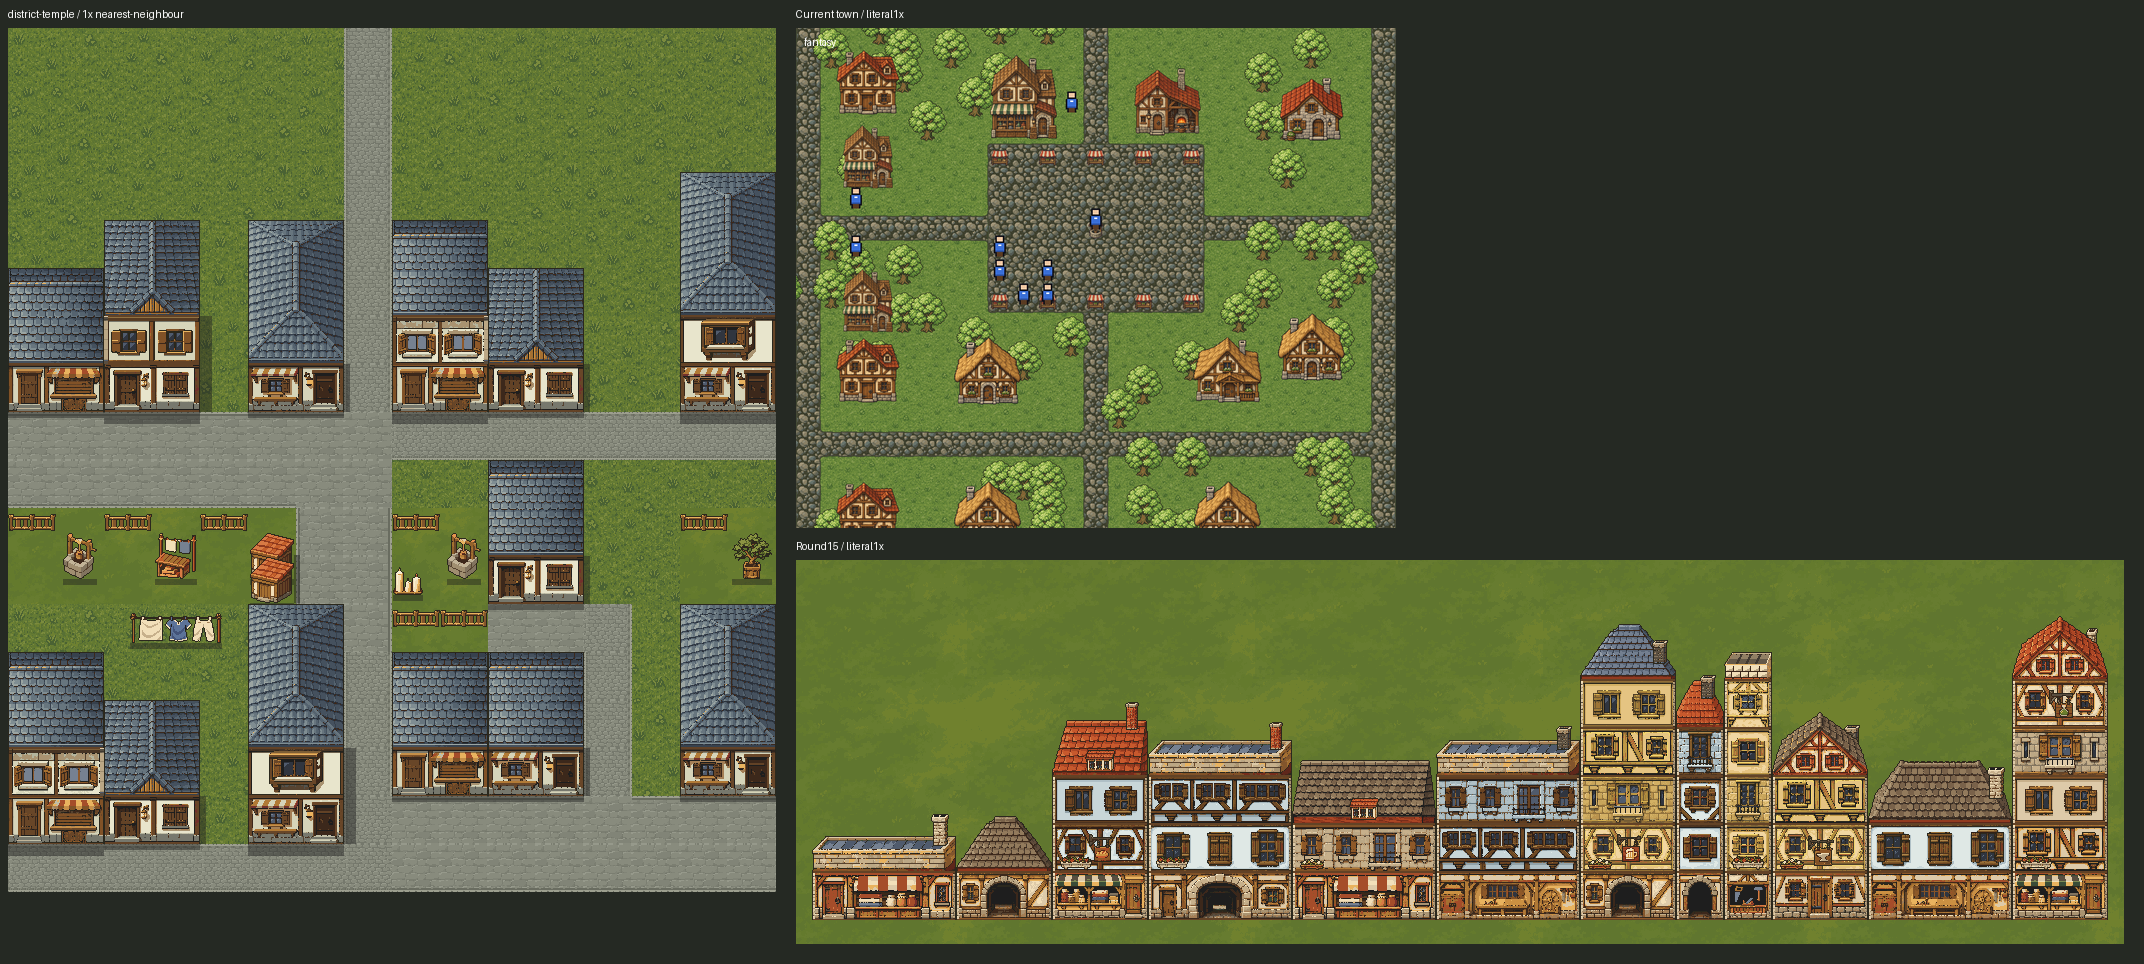 district-temple / 1x nearest-neighbour
Current town / literal1x
fantasy
Round15 / literal1x